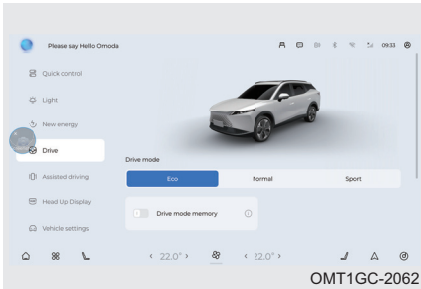 Please say Hello Omoda
09:33
Quick control
Light
New energy
Drive
Drive mode
Eco
formal
Sport
Assisted driving
Head Up Display
Drive mode memory
Vehicle settings
22.0°
22.0°
OMT1GC-2062